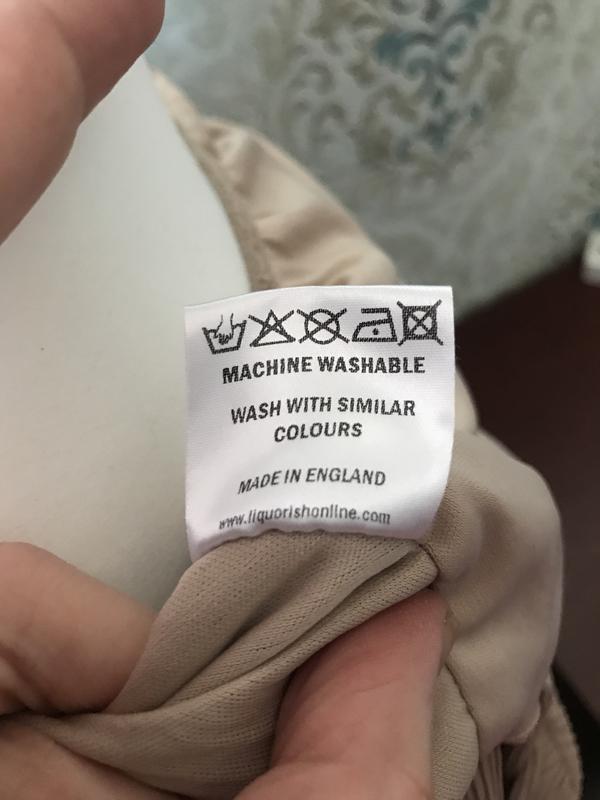 MACHINE WASHABLE
WASH WITH SIMILAR
COLOURS
MADE IN ENGLAND
www.liquorishonline.com